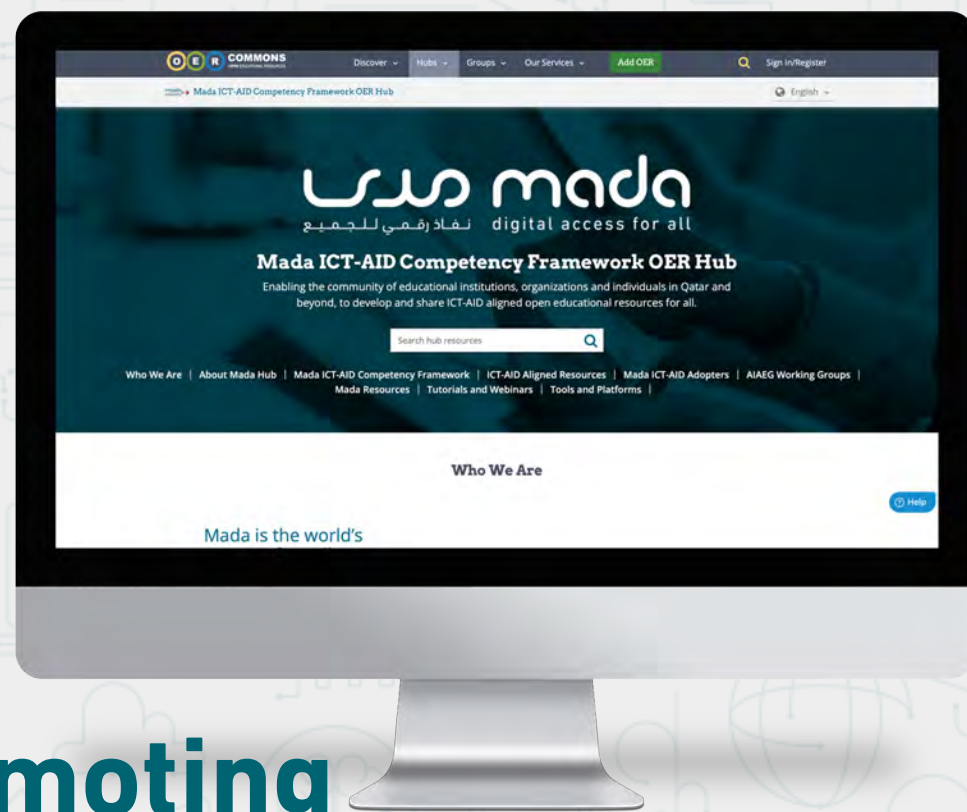 OER COMMONS
OPEN EDUCATIONAL RESOURCES
Discover Hubs Groups Our Services Add OER Sign In/Register
Mada ICT-AID Competency Framework OER Hub English
مدى mada
نفاذ رقمي للجميع digital access for all
Mada ICT-AID Competency Framework OER Hub
Enabling the community of educational institutions, organizations and individuals in Qatar and
beyond, to develop and share ICT-AID aligned open educational resources for all.
Search hub resources
Who We Are | About Mada Hub | Mada ICT-AID Competency Framework | ICT-AID Aligned Resources | Mada ICT-AID Adopters | AIAEG Working Groups |
Mada Resources | Tutorials and Webinars | Tools and Platforms |
Who We Are
Help
Mada is the world's
moting